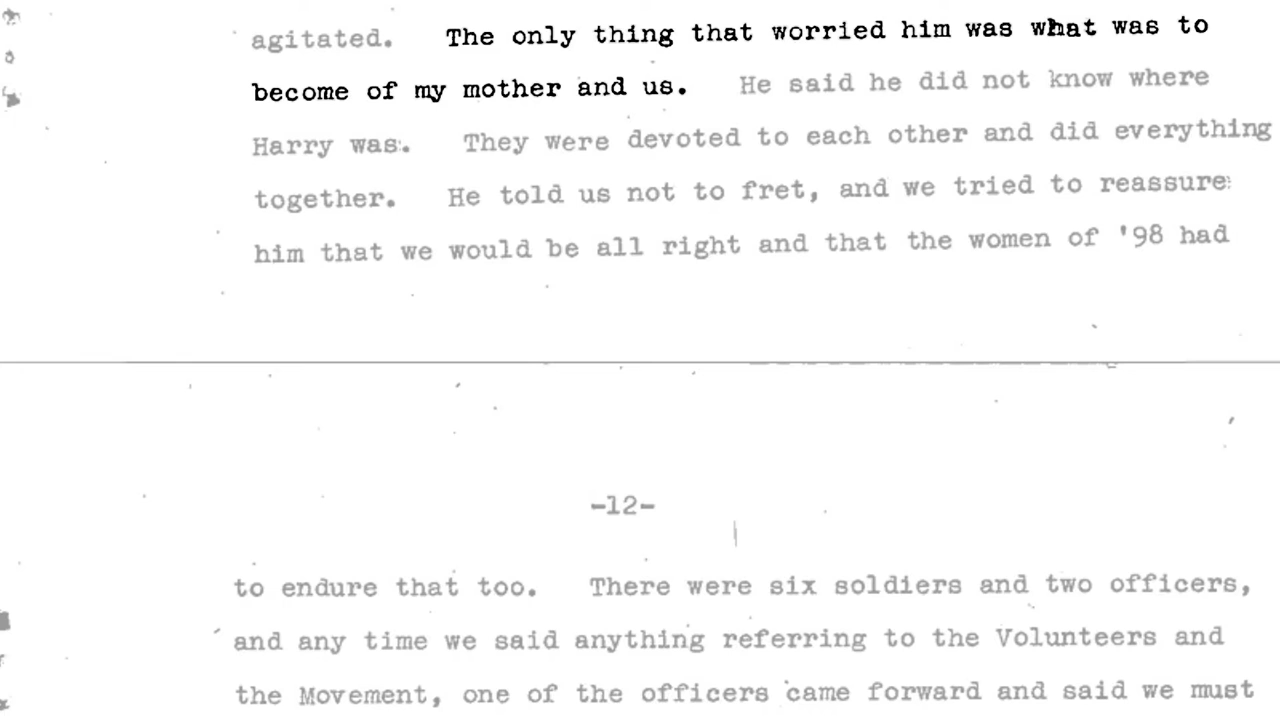 agitated. The only thing that worried him was what was to
become of my mother and us. He said he did not know where
Harry was. They were devoted to each other and did everything
together. He told us not to fret, and we tried to reassure
him that we would be all right and that the women of '98 had
-12-
to endure that too. There were six soldiers and two officers,
and any time we said anything referring to the Volunteers and
the Movement, one of the officers came forward and said we must